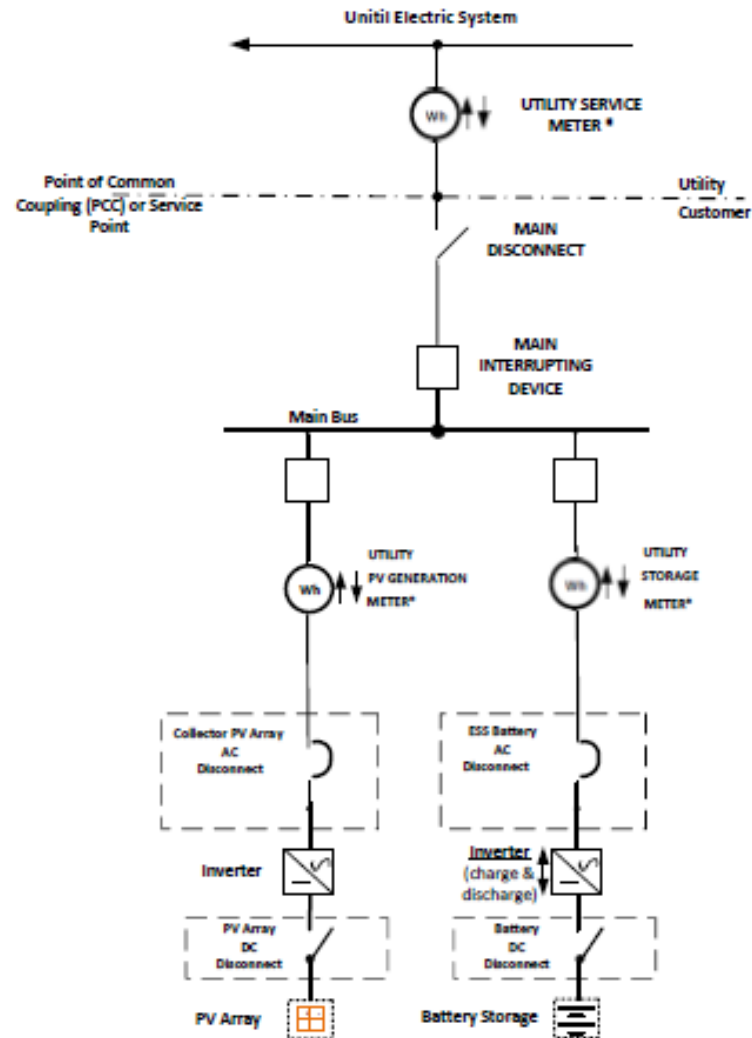 Unitil Electric System
Wh
UTILITY SERVICE
METER *
Point of Common
Coupling (PCC) or Service
Point
Utility
Customer
MAIN
DISCONNECT
MAIN
INTERRUPTING
DEVICE
Main Bus
Wh
UTILITY
PV GENERATION
METER*
Wh
UTILITY
STORAGE
METER*
Collector PV Array
AC
Disconnect
ESS Battery
AC
Disconnect
Inverter
Inverter
(charge &
discharge)
PV Array
DC
Disconnect
Battery
DC
Disconnect
PV Array
Battery Storage